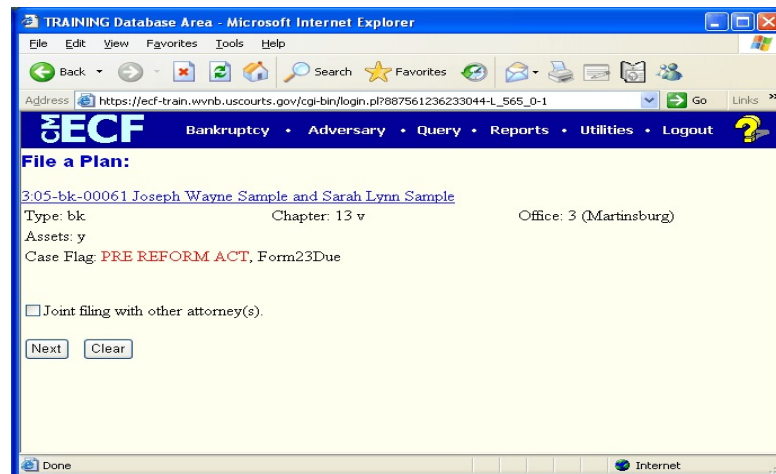 TRAINING Database Area - Microsoft Internet Explorer
File Edit View Favorites Tools Help
Back Search Favorites
Address https://ecf-train.wvnb.uscourts.gov/cgi-bin/login.pl?887561236233044-L_565_0-1 Go Links »
CM ECF Bankruptcy • Adversary • Query • Reports • Utilities • Logout ?
File a Plan:
3:05-bk-00061 Joseph Wayne Sample and Sarah Lynn Sample
Type: bk Chapter: 13 v Office: 3 (Martinsburg)
Assets: y
Case Flag: PRE REFORM ACT, Form23Due
Joint filing with other attorney(s).
Next Clear
Done Internet